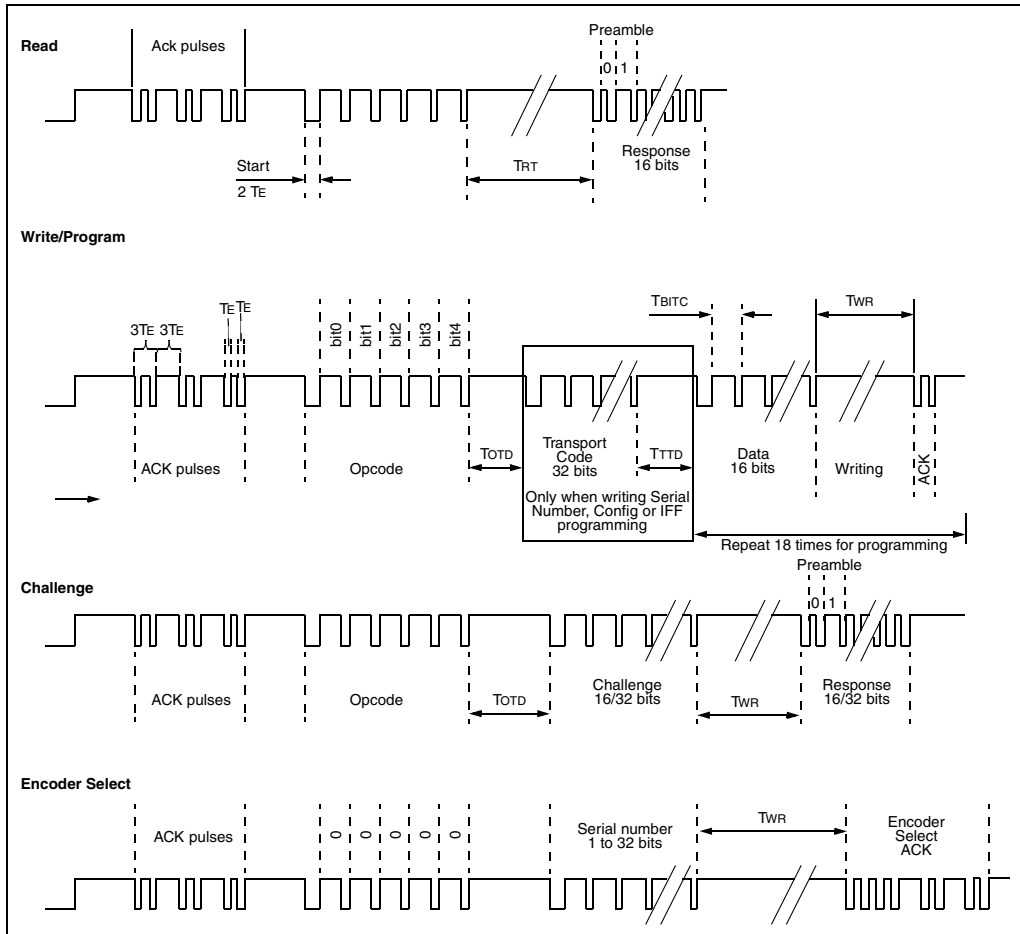 Read
Ack pulses
Preamble
0 1
Start
2 TE
TRT
Response
16 bits
Write/Program
3TE 3TE
TE TE
bit0 bit1 bit2 bit3 bit4
TBITC
TWR
ACK pulses
Opcode
TOTD
Transport
Code
32 bits
TTTD
Only when writing Serial
Number, Config or IFF
programming
Data
16 bits
Writing
ACK
Repeat 18 times for programming
Challenge
Preamble
0 1
ACK pulses
Opcode
TOTD
Challenge
16/32 bits
TWR
Response
16/32 bits
Encoder Select
ACK pulses
0 0 0 0 0
Serial number
1 to 32 bits
TWR
Encoder
Select
ACK